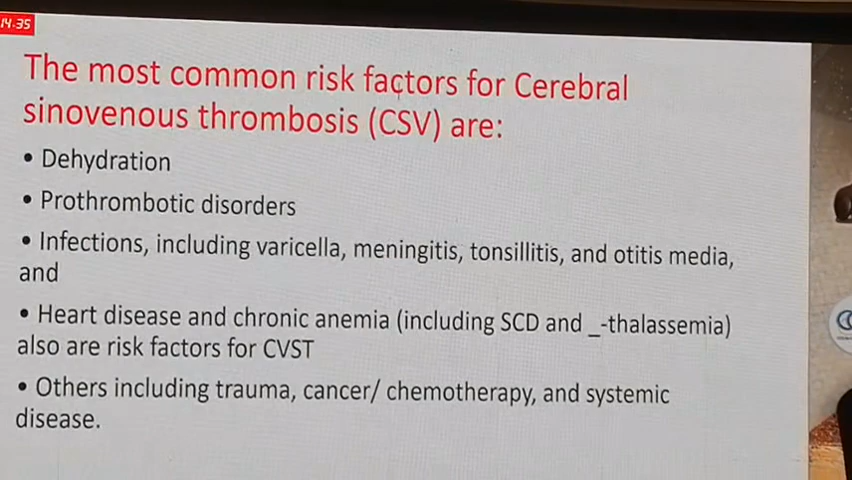 14.35
The most common risk factors for Cerebral
sinovenous thrombosis (CSV) are:
• Dehydration
• Prothrombotic disorders
• Infections, including varicella, meningitis, tonsillitis, and otitis media,
and
• Heart disease and chronic anemia (including SCD and _-thalassemia)
also are risk factors for CVST
• Others including trauma, cancer/ chemotherapy, and systemic
disease.